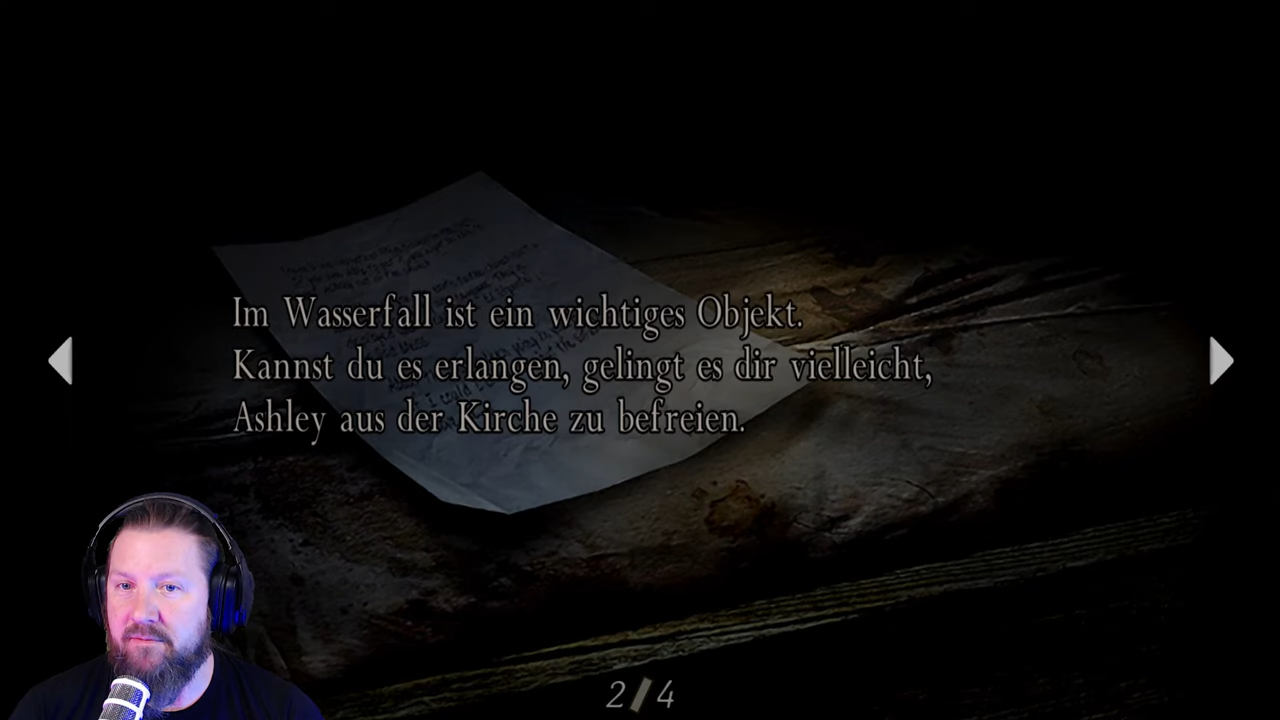 Im Wasserfall ist ein wichtiges Objekt.
Kannst du es erlangen, gelingt es dir vielleicht,
Ashley aus der Kirche zu befreien.
2/4